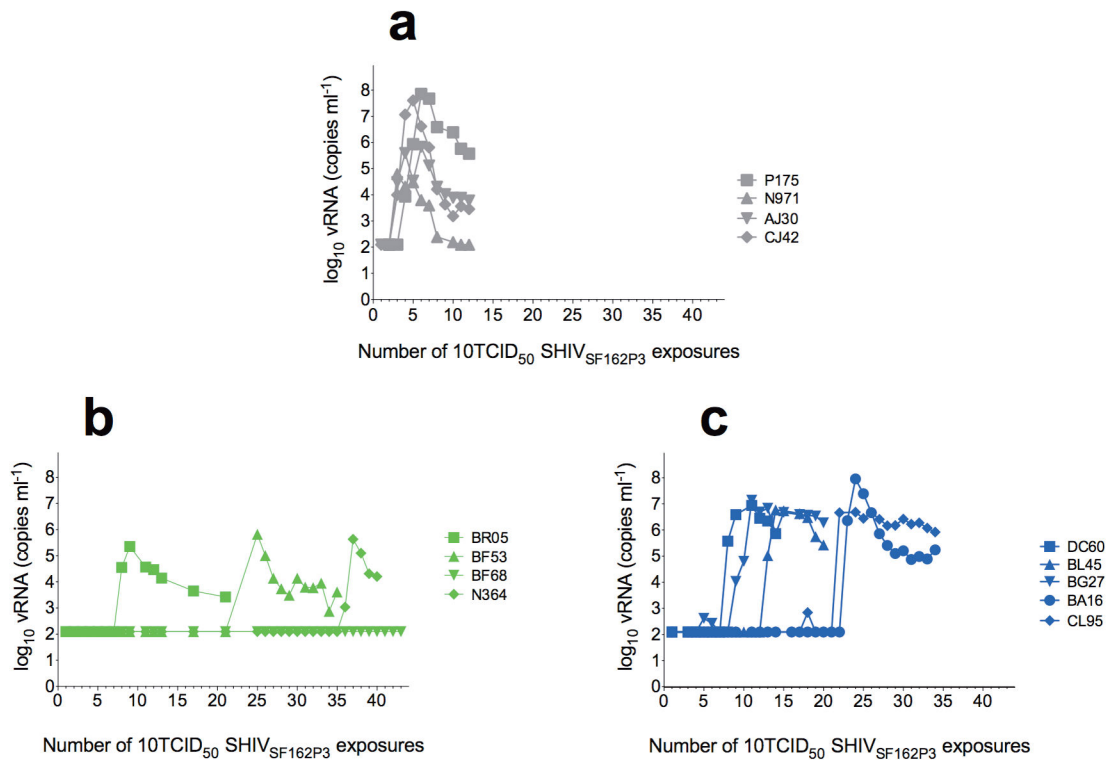 a
log10 vRNA (copies ml-1)
8
7
6
5
4
3
2
1
0
0 5 10 15 20 25 30 35 40
Number of 10TCID50 SHIVSF162P3 exposures
P175
N971
AJ30
CJ42
b
log10 vRNA (copies ml-1)
8
7
6
5
4
3
2
1
0
0 5 10 15 20 25 30 35 40
Number of 10TCID50 SHIVSF162P3 exposures
BR05
BF53
BF68
N364
c
log10 vRNA (copies ml-1)
8
7
6
5
4
3
2
1
0
0 5 10 15 20 25 30 35 40
Number of 10TCID50 SHIVSF162P3 exposures
DC60
BL45
BG27
BA16
CL95